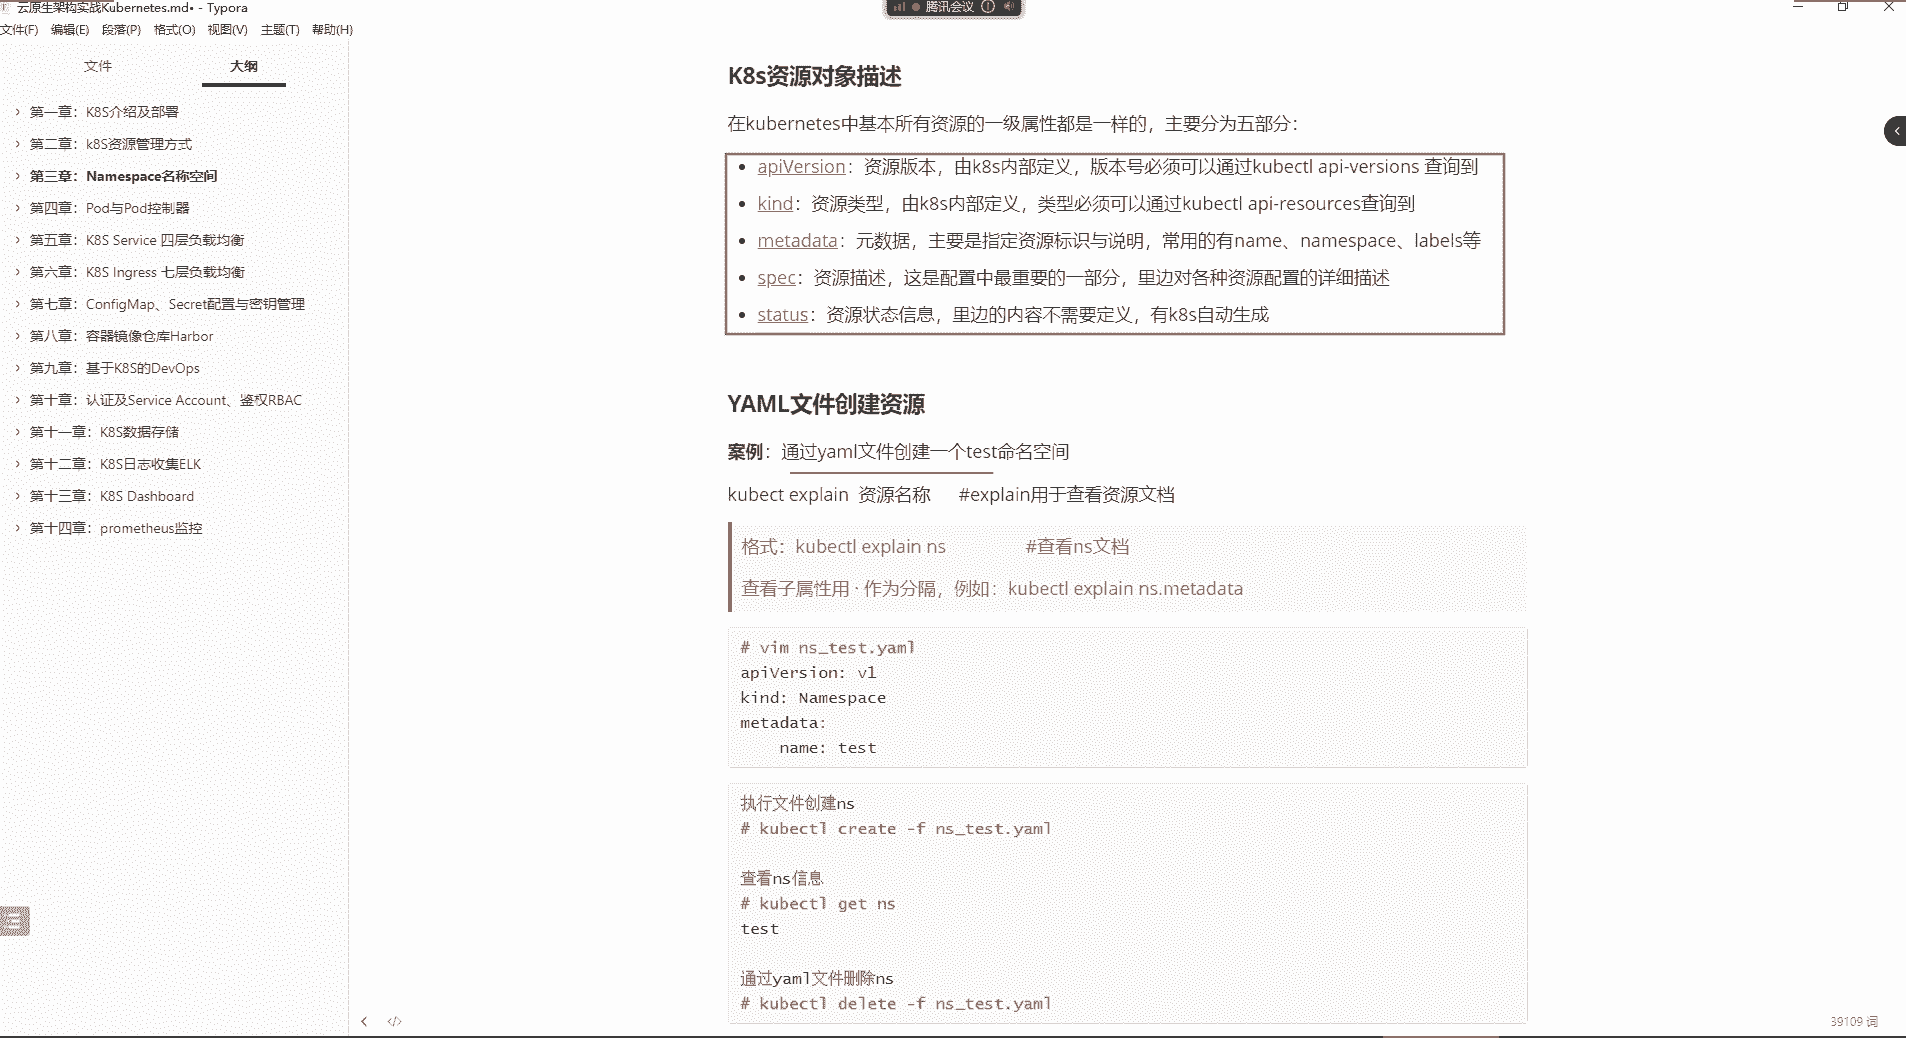 云原生架构实战Kubernetes.md• - Typora
腾讯会议
文件(F) 编辑(E) 段落(P) 格式(O) 视图(V) 主题(T) 帮助(H)
文件 大纲
第一章：K8S介绍及部署
第二章：k8S资源管理方式
第三章：Namespace名称空间
第四章：Pod与Pod控制器
第五章：K8S Service 四层负载均衡
第六章：K8S Ingress 七层负载均衡
第七章：ConfigMap、Secret配置与密钥管理
第八章：容器镜像仓库Harbor
第九章：基于K8S的DevOps
第十章：认证及Service Account、鉴权RBAC
第十一章：K8S数据存储
第十二章：K8S日志收集ELK
第十三章：K8S Dashboard
第十四章：prometheus监控
K8s资源对象描述
在kubernetes中基本所有资源的一级属性都是一样的，主要分为五部分：
• apiVersion：资源版本，由k8s内部定义，版本号必须可以通过kubectl api-versions 查询到
• kind：资源类型，由k8s内部定义，类型必须可以通过kubectl api-resources查询到
• metadata：元数据，主要是指定资源标识与说明，常用的有name、namespace、labels等
• spec：资源描述，这是配置中最重要的一部分，里边对各种资源配置的详细描述
• status：资源状态信息，里边的内容不需要定义，有k8s自动生成
YAML文件创建资源
案例：通过yaml文件创建一个test命名空间
kubect explain 资源名称 #explain用于查看资源文档
格式：kubectl explain ns #查看ns文档
查看子属性用 · 作为分隔，例如：kubectl explain ns.metadata
# vim ns_test.yaml
apiVersion: v1
kind: Namespace
metadata:
    name: test
执行文件创建ns
# kubectl create -f ns_test.yaml
查看ns信息
# kubectl get ns
test
通过yaml文件删除ns
# kubectl delete -f ns_test.yaml
39109 词